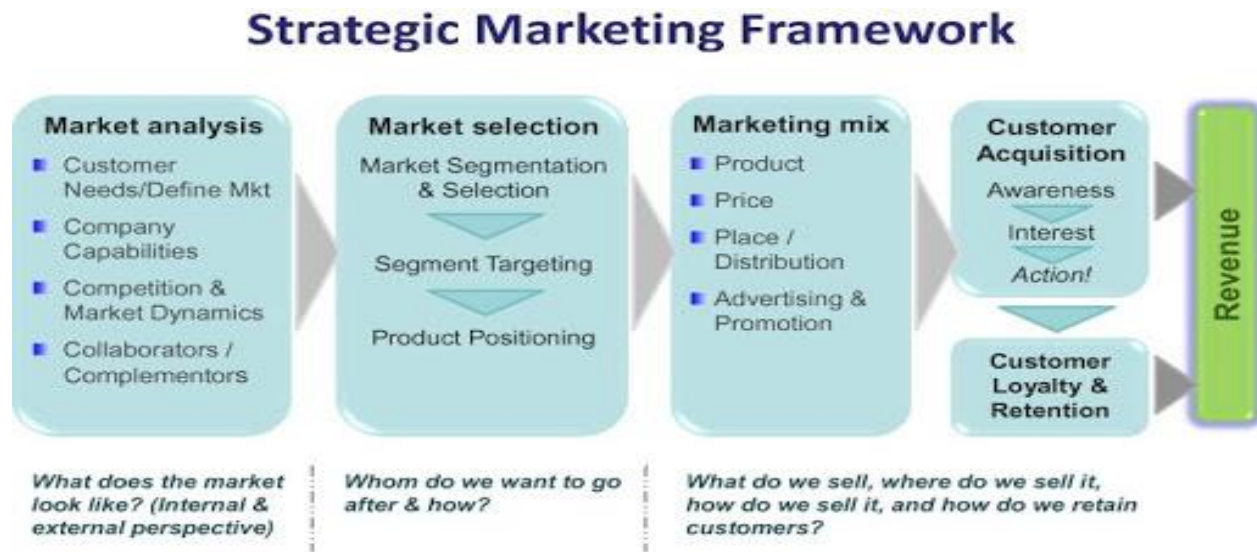 Strategic Marketing Framework
Market analysis
Customer
Needs/Define Mkt
Company
Capabilities
Competition &
Market Dynamics
Collaborators /
Complementors
Market selection
Market Segmentation
& Selection
Segment Targeting
Product Positioning
Marketing mix
Product
Price
Place /
Distribution
Advertising &
Promotion
Customer
Acquisition
Awareness
Interest
Action!
Customer
Loyalty &
Retention
Revenue
What does the market
look like? (Internal &
external perspective)
Whom do we want to go
after & how?
What do we sell, where do we sell it,
how do we sell it, and how do we retain
customers?